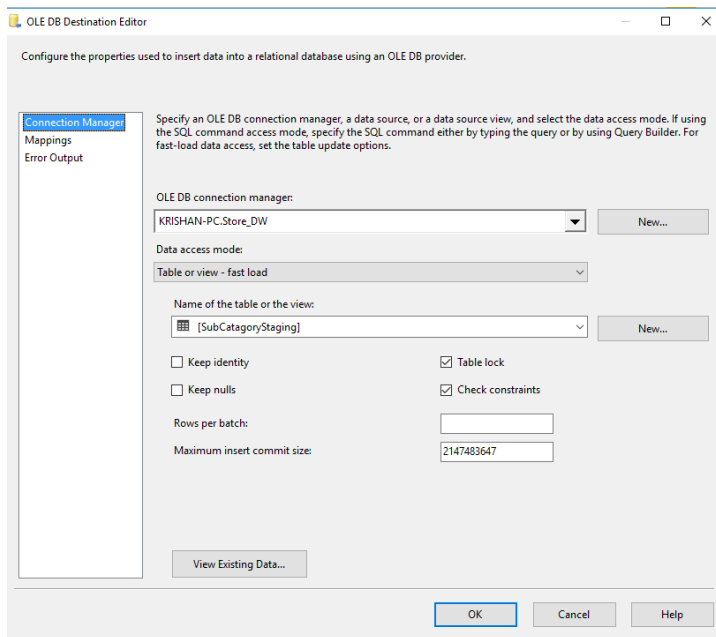 OLE DB Destination Editor
Configure the properties used to insert data into a relational database using an OLE DB provider.
Connection Manager
Mappings
Error Output
Specify an OLE DB connection manager, a data source, or a data source view, and select the data access mode. If using
the SQL command access mode, specify the SQL command either by typing the query or by using Query Builder. For
fast-load data access, set the table update options.
OLE DB connection manager:
KRISHAN-PC.Store_DW
New...
Data access mode:
Table or view - fast load
Name of the table or the view:
[SubCatagoryStaging]
New...
Keep identity
Table lock
Keep nulls
Check constraints
Rows per batch:
Maximum insert commit size:
2147483647
View Existing Data...
OK
Cancel
Help